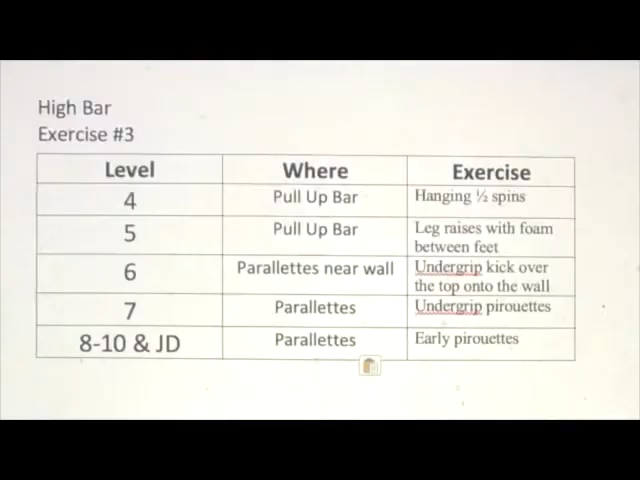 High Bar
Exercise #3
Level Where Exercise
4 Pull Up Bar Hanging ½ spins
5 Pull Up Bar Leg raises with foam
between feet
6 Parallettes near wall Undergrip kick over
the top onto the wall
7 Parallettes Undergrip pirouettes
8-10 & JD Parallettes Early pirouettes